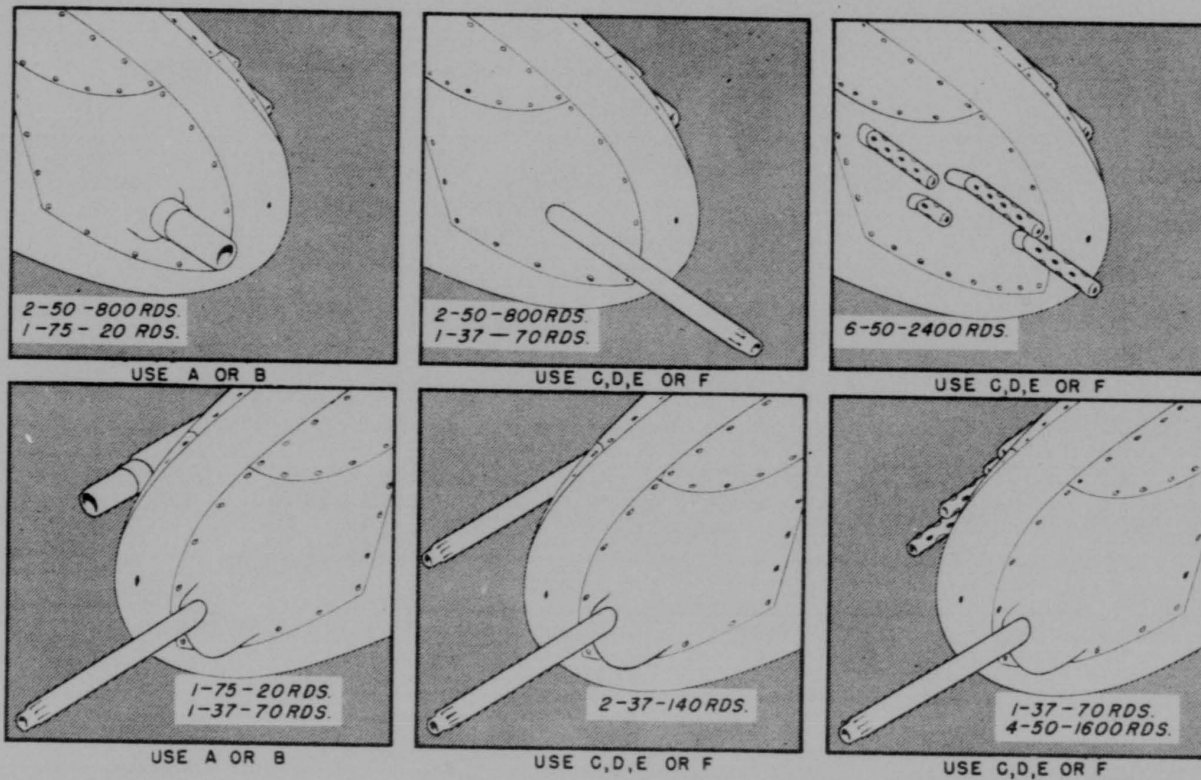 2-50-800 RDS.
1-75-20 RDS.
USE A OR B
2-50-800 RDS.
1-37-70 RDS.
USE C,D,E OR F
6-50-2400 RDS.
USE C,D,E OR F
1-75-20 RDS.
1-37-70 RDS.
USE A OR B
2-37-140 RDS.
USE C,D,E OR F
1-37-70 RDS.
4-50-1600 RDS.
USE C,D,E OR F